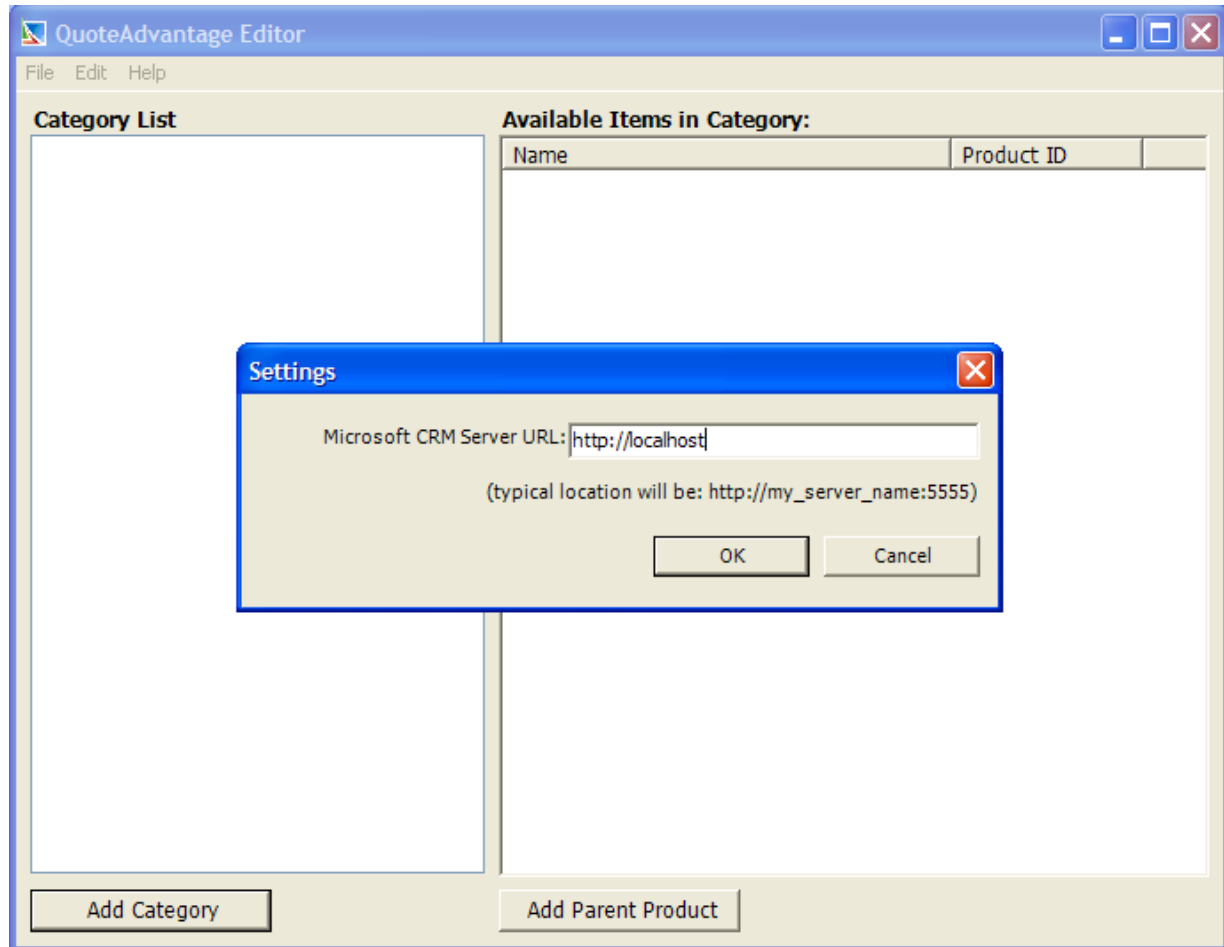 QuoteAdvantage Editor
File Edit Help
Category List
Available Items in Category:
Name Product ID
Settings
Microsoft CRM Server URL: http://localhost
(typical location will be: http://my_server_name:5555)
OK Cancel
Add Category Add Parent Product